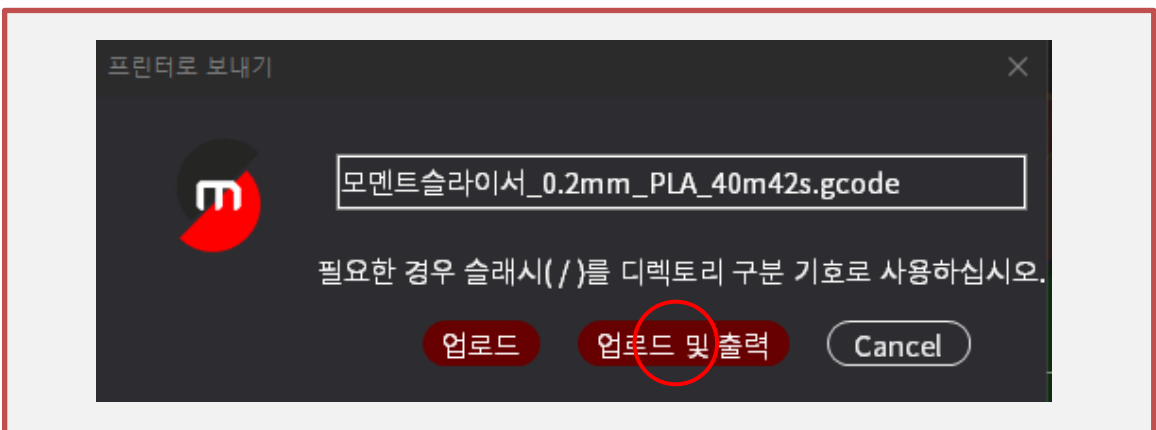 프린터로 보내기
m
모멘트슬라이서_0.2mm_PLA_40m42s.gcode
필요한 경우 슬래시( / )를 디렉토리 구분 기호로 사용하십시오.
업로드 업로드 및 출력 Cancel